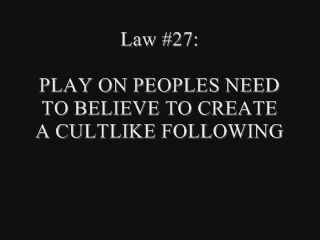 Law #27:
PLAY ON PEOPLES NEED
TO BELIEVE TO CREATE
A CULTLIKE FOLLOWING